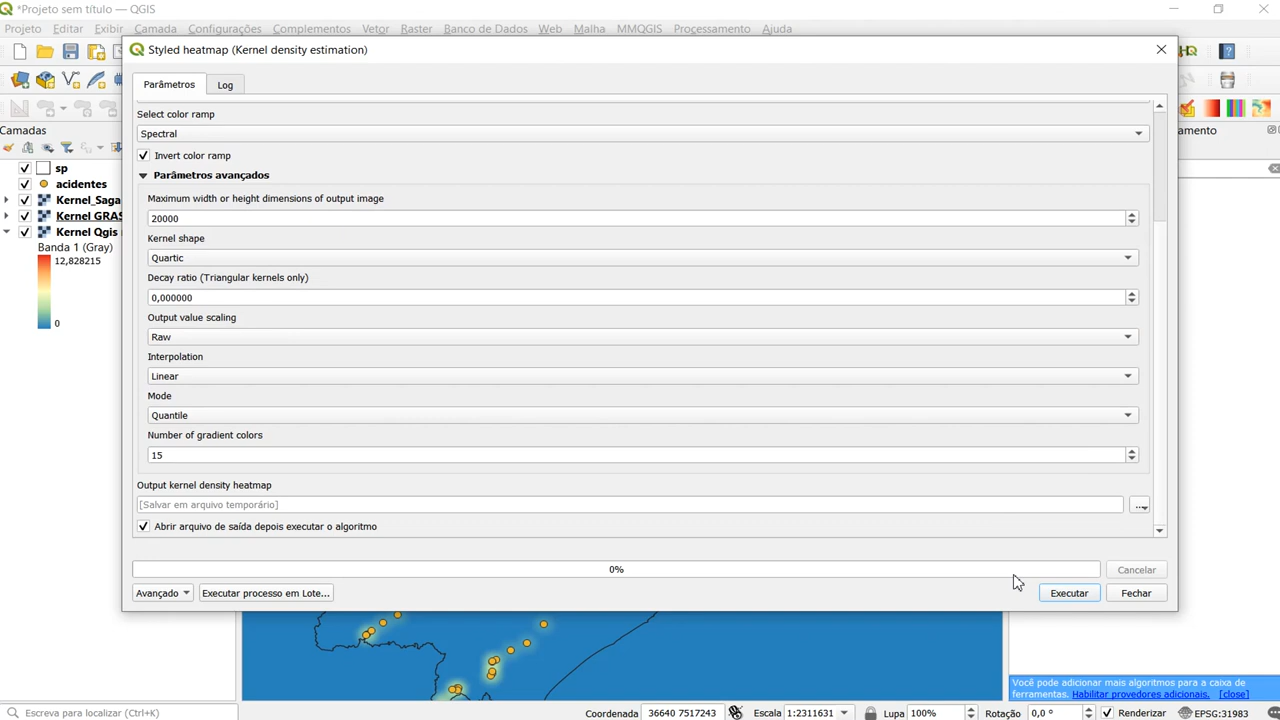 *Projeto sem título — QGIS
Projeto Editar Exibir Camada Configurações Complementos Vetor Raster Banco de Dados Web Malha MMQGIS Processamento Ajuda
Styled heatmap (Kernel density estimation)
Parâmetros Log
Select color ramp
Spectral
Invert color ramp
Parâmetros avançados
Maximum width or height dimensions of output image
20000
Kernel shape
Quartic
Decay ratio (Triangular kernels only)
0,000000
Output value scaling
Raw
Interpolation
Linear
Mode
Quantile
Number of gradient colors
15
Output kernel density heatmap
[Salvar em arquivo temporário]
...
Abrir arquivo de saída depois executar o algoritmo
0%
Cancelar
Avançado Executar processo em Lote... Executar Fechar
Camadas
sp
acidentes
Kernel_Saga
Kernel GRAS
Kernel Qgis
Banda 1 (Gray)
12,828215
0
amento
Você pode adicionar mais algoritmos para a caixa de
ferramentas. Habilitar provedores adicionais. [close]
Escreva para localizar (Ctrl+K) Coordenada 36640 7517243 Escala 1:2311631 Lupa 100% Rotação 0,0 ° Renderizar EPSG:31983